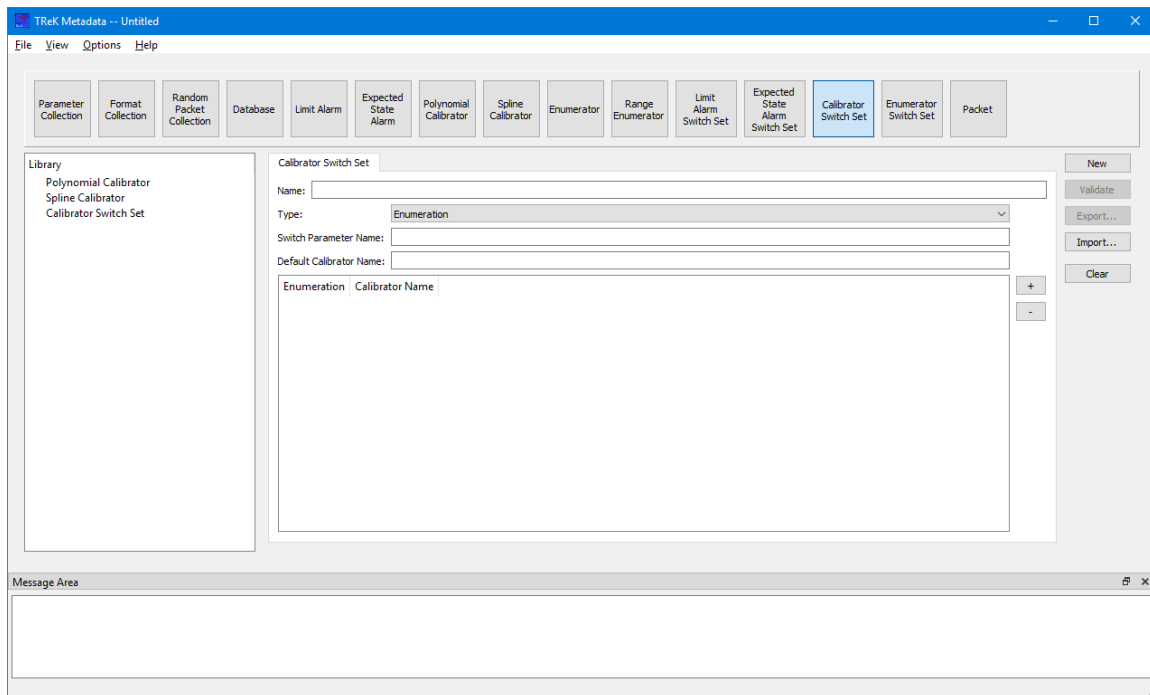 TReK Metadata -- Untitled
File View Options Help
Parameter Collection
Format Collection
Random Packet Collection
Database
Limit Alarm
Expected State Alarm
Polynomial Calibrator
Spline Calibrator
Enumerator
Range Enumerator
Limit Alarm Switch Set
Expected State Alarm Switch Set
Calibrator Switch Set
Enumerator Switch Set
Packet
Library
Polynomial Calibrator
Spline Calibrator
Calibrator Switch Set
Calibrator Switch Set
Name:
Type: Enumeration
Switch Parameter Name:
Default Calibrator Name:
Enumeration Calibrator Name
+
-
New
Validate
Export...
Import...
Clear
Message Area